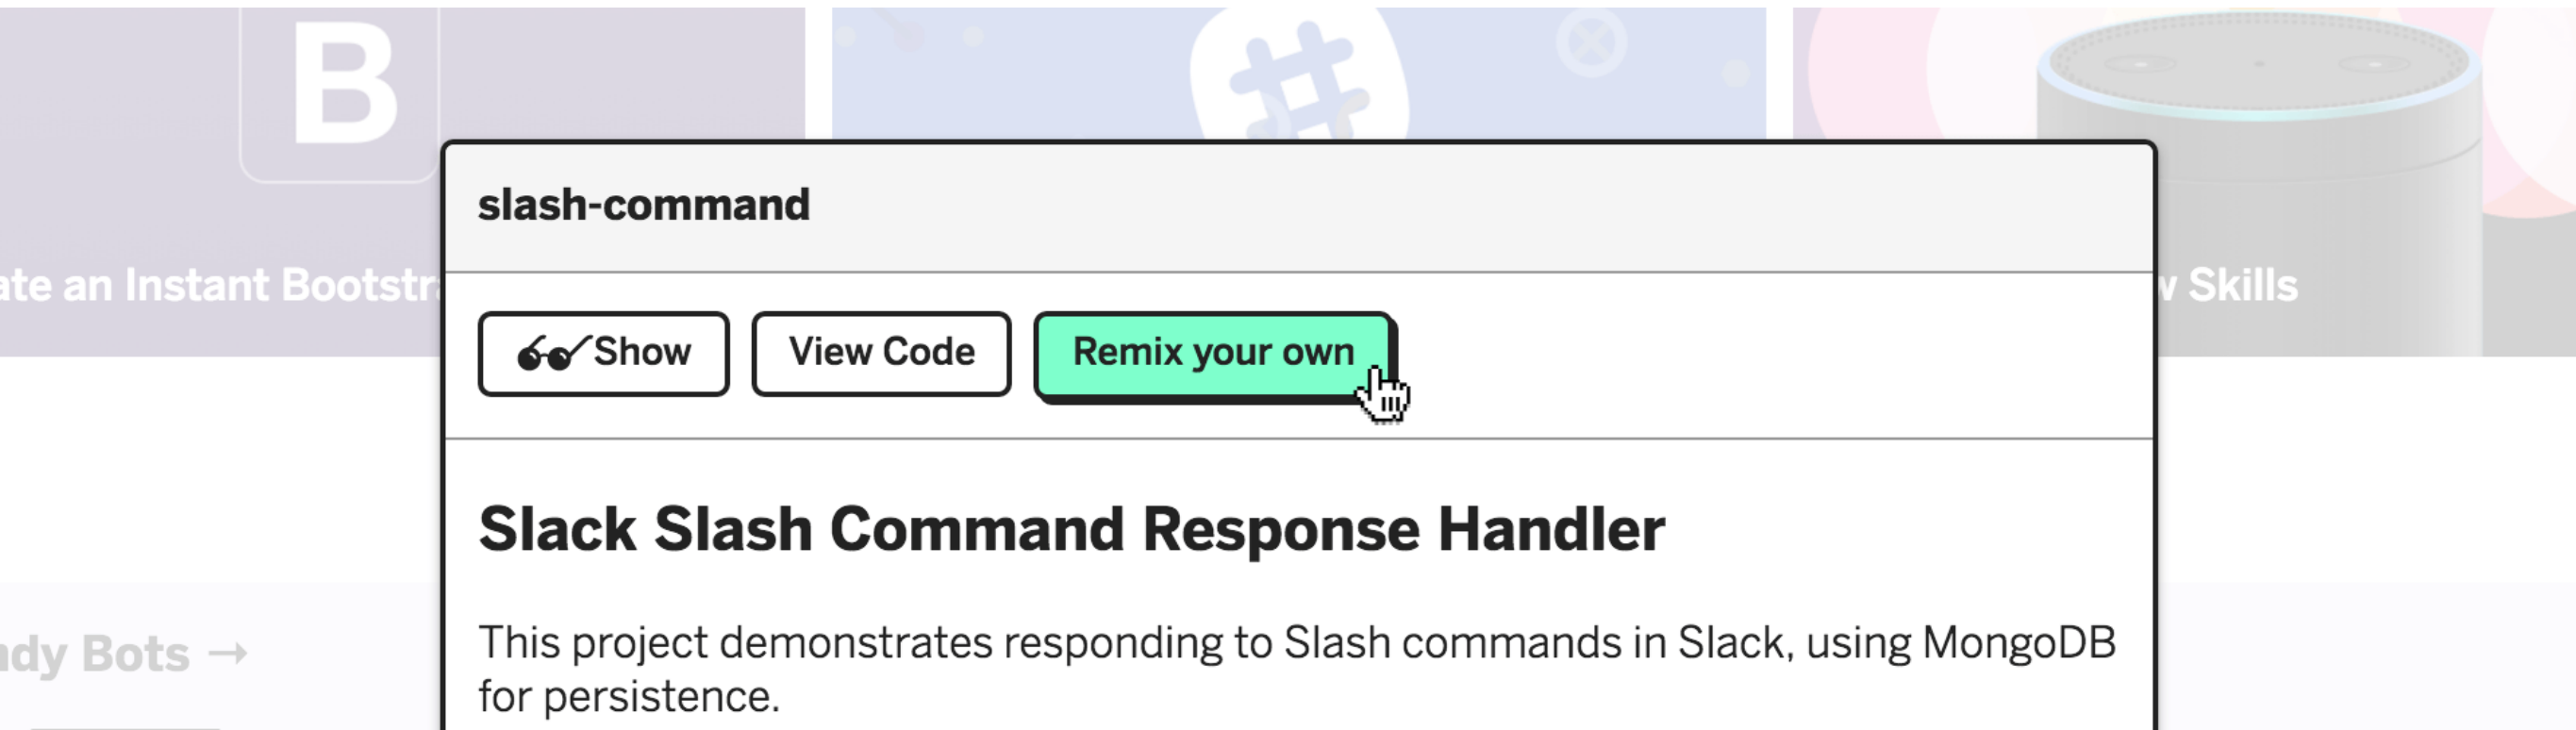 B
ate an Instant Bootstr
Skills
slash-command
Show
View Code
Remix your own
Slack Slash Command Response Handler
This project demonstrates responding to Slash commands in Slack, using MongoDB
for persistence.
ndy Bots →